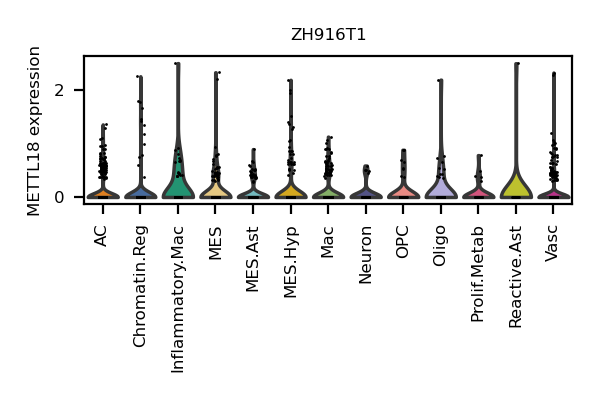 ZH916T1
METTL18 expression
2
0
AC
Chromatin.Reg
Inflammatory.Mac
MES
MES.Ast
MES.Hyp
Mac
Neuron
OPC
Oligo
Prolif.Metab
Reactive.Ast
Vasc